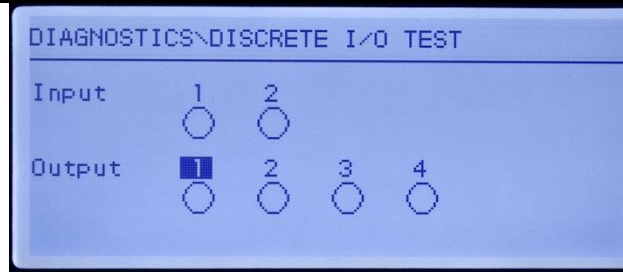 DIAGNOSTICS\DISCRETE I/O TEST
Input 1 2
Output 1 2 3 4